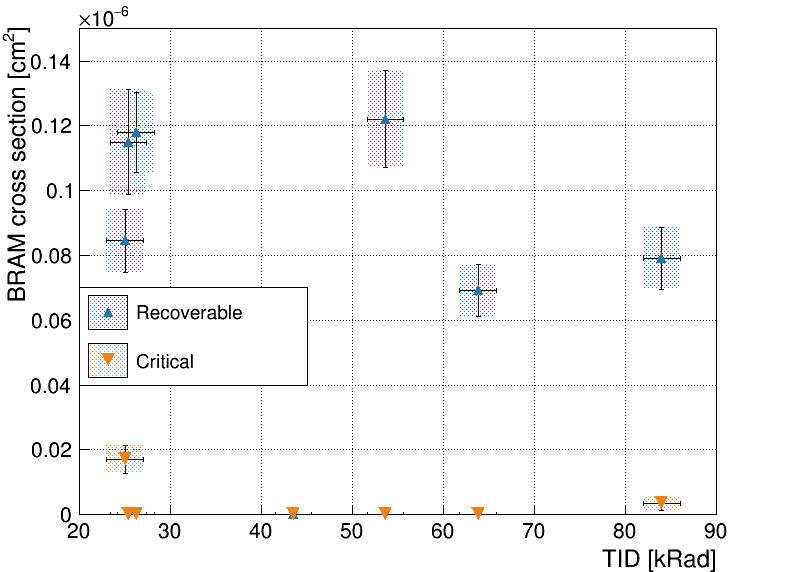 ×10⁻⁶
BRAM cross section [cm²]
0.14
0.12
0.1
0.08
0.06
0.04
0.02
0
Recoverable
Critical
20 30 40 50 60 70 80 90
TID [kRad]